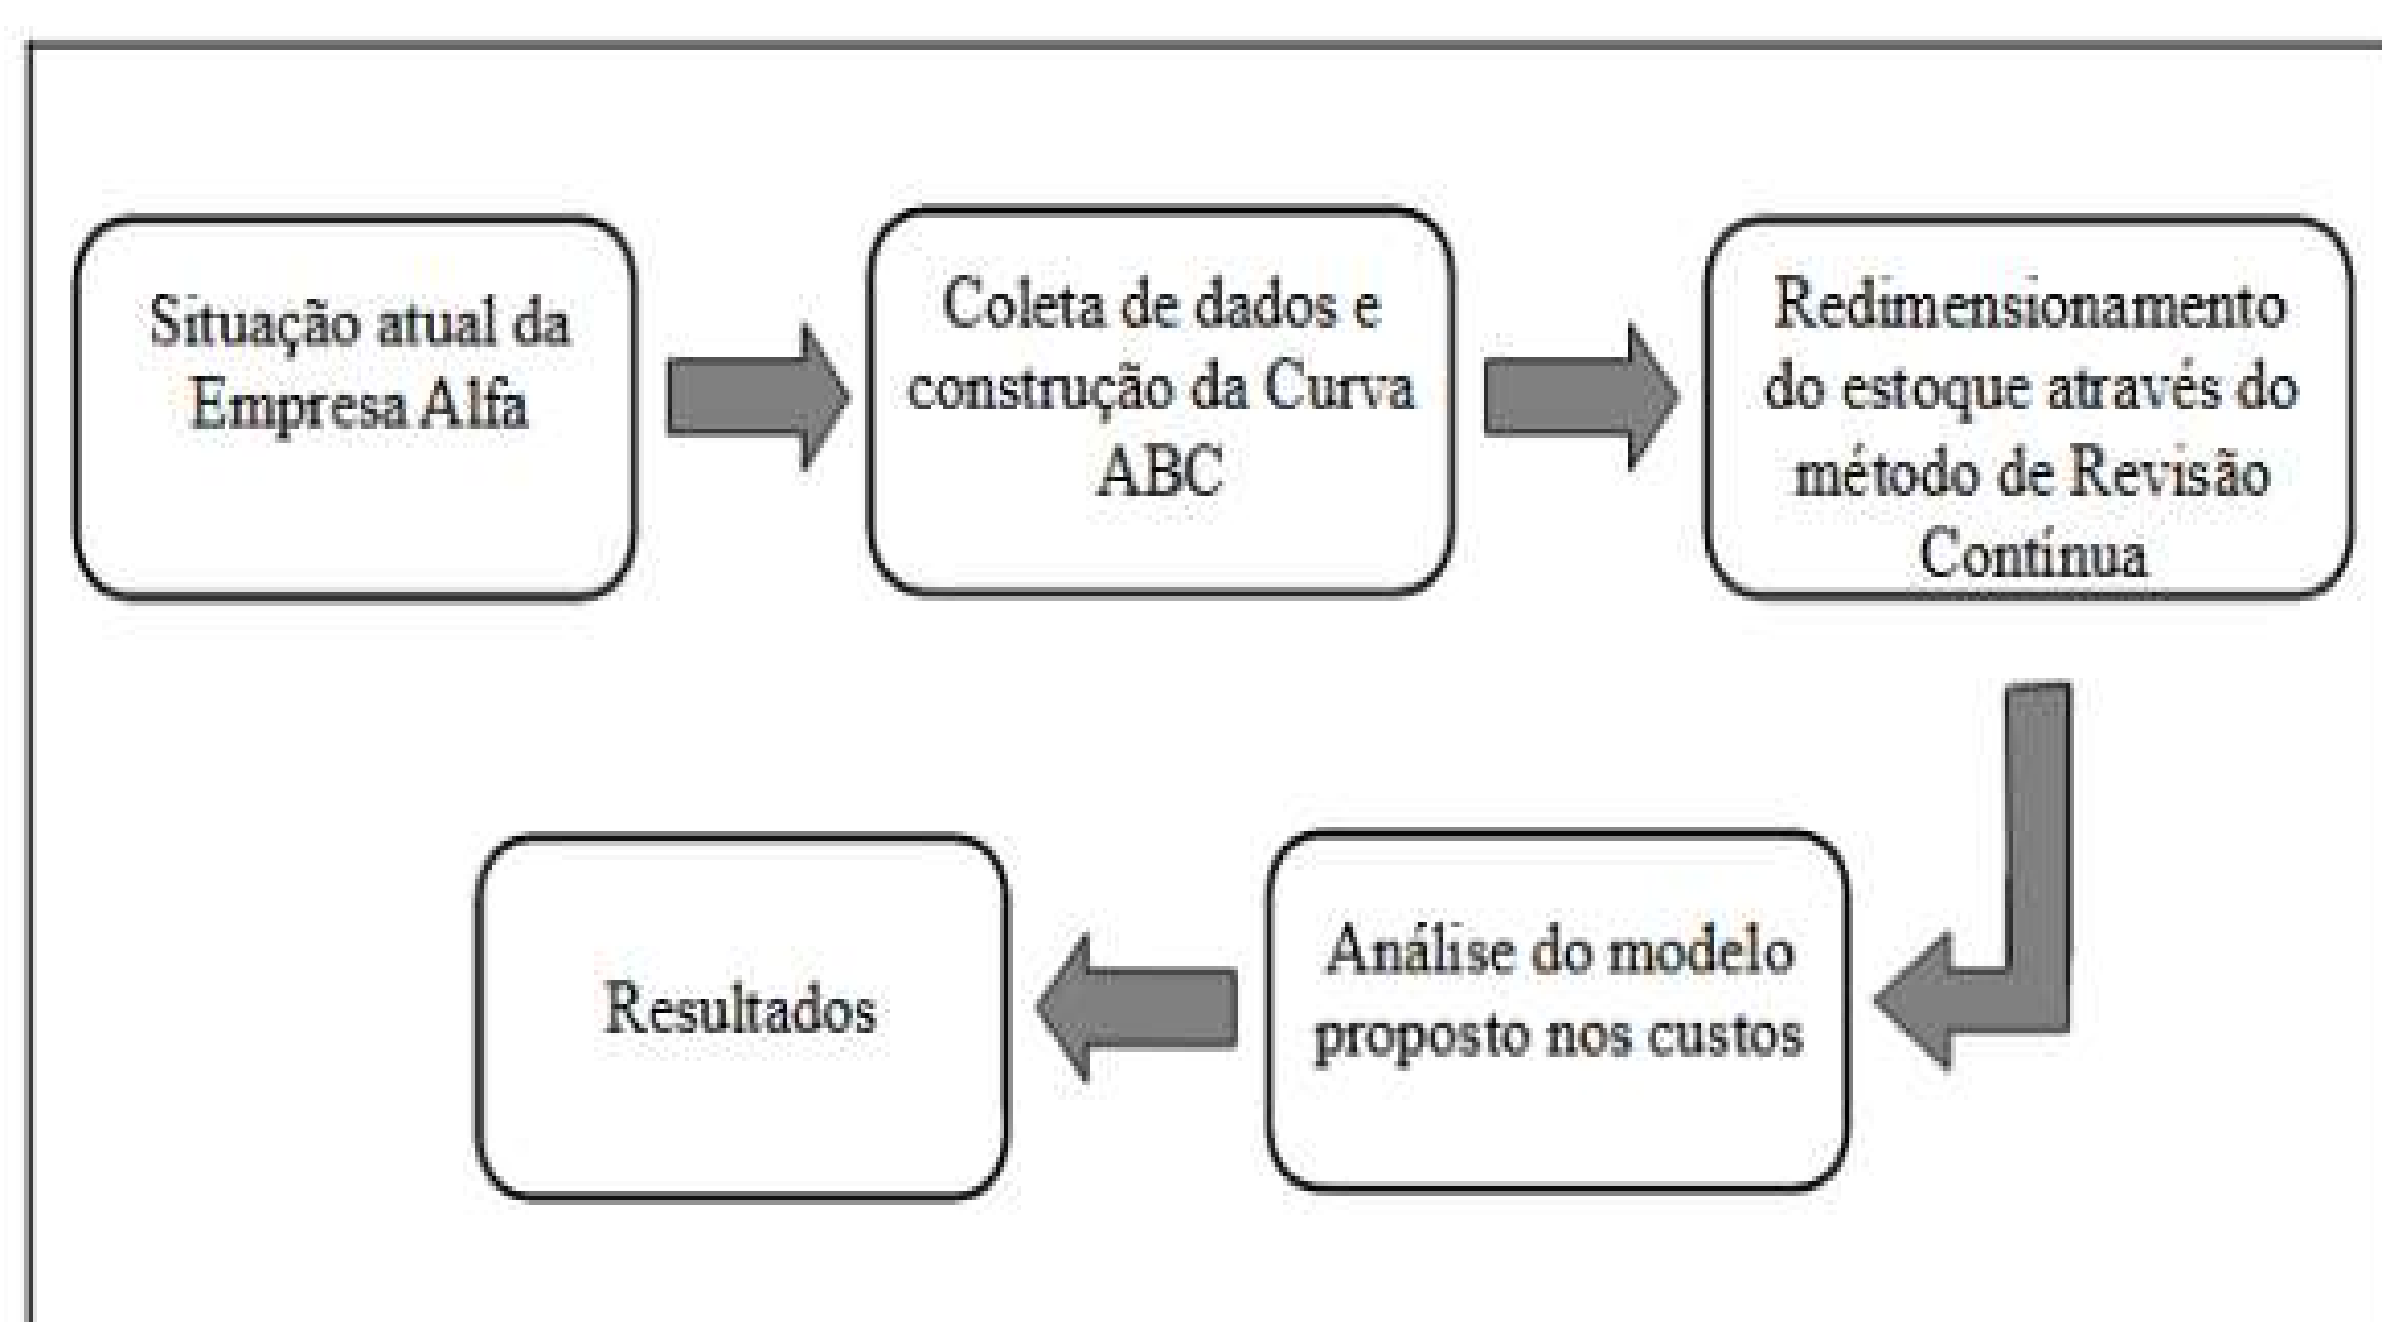 Situação atual da
Empresa Alfa
Coleta de dados e
construção da Curva
ABC
Redimensionamento
do estoque através do
método de Revisão
Contínua
Análise do modelo
proposto nos custos
Resultados